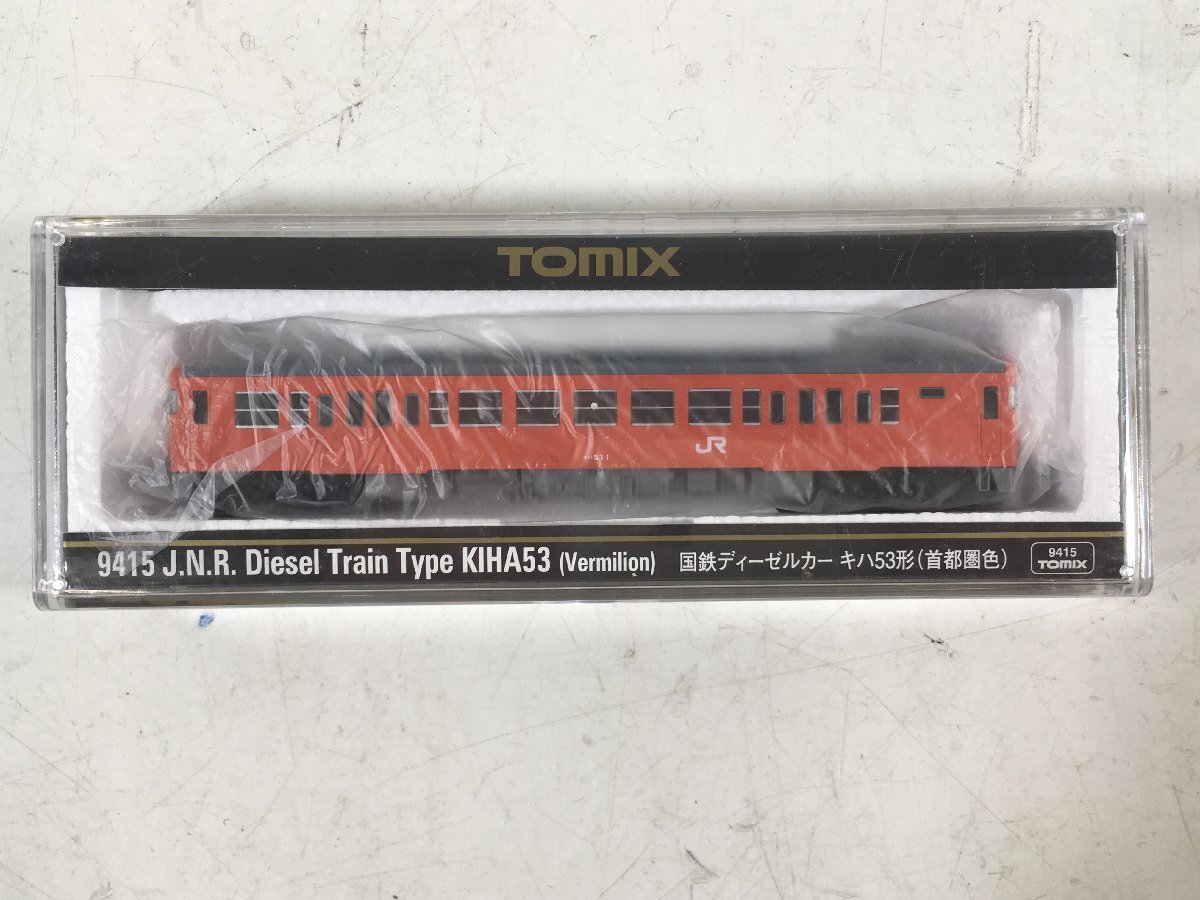 TOMIX
JR
9415 J.N.R. Diesel Train Type KIHA53 (Vermilion) 国鉄ディーゼルカー キハ53形(首都圏色)
9415
TOMIX